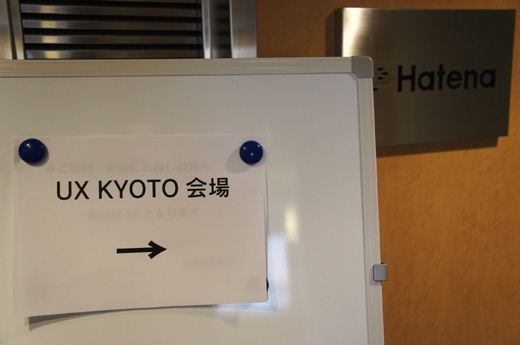 UX KYOTO 会場
→
Hatena